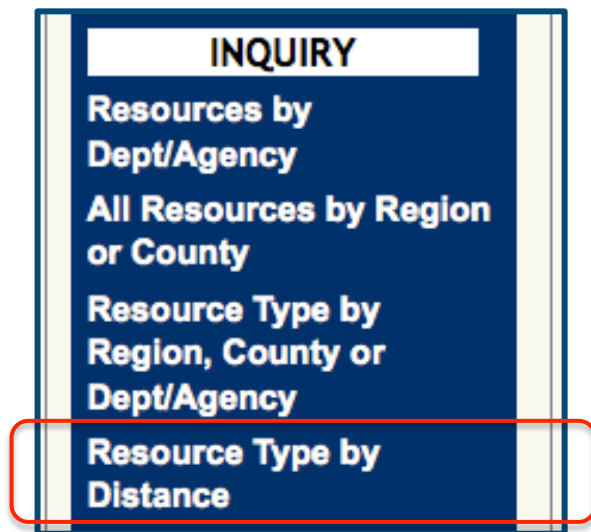 INQUIRY
Resources by
Dept/Agency
All Resources by Region
or County
Resource Type by
Region, County or
Dept/Agency
Resource Type by
Distance